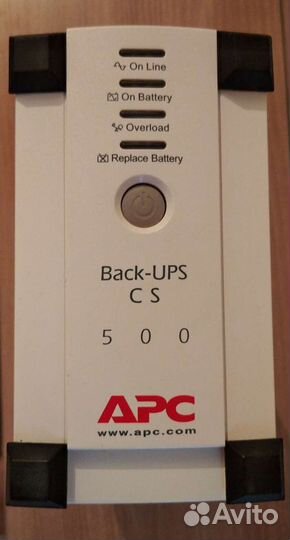 On Line
On Battery
Overload
Replace Battery
Back-UPS
C S
5 0 0
APC
www.apc.com
Avito